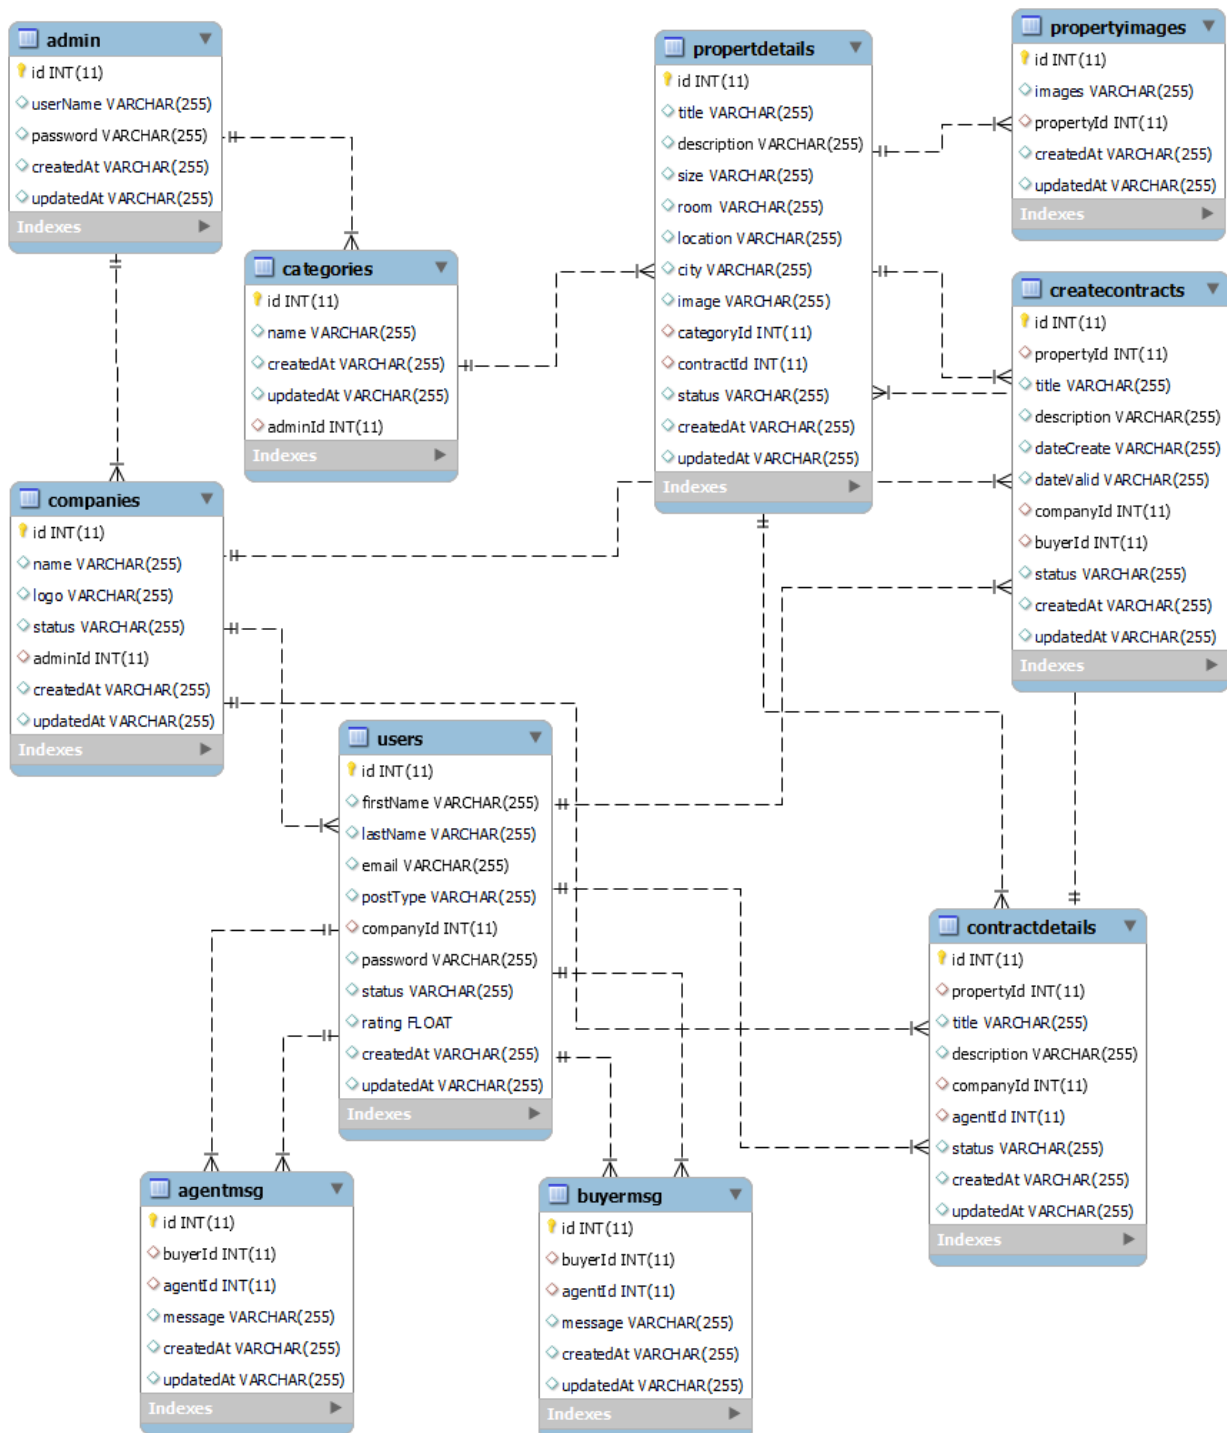 admin
id INT(11)
userName VARCHAR(255)
password VARCHAR(255)
createdAt VARCHAR(255)
updatedAt VARCHAR(255)
Indexes
categories
id INT(11)
name VARCHAR(255)
createdAt VARCHAR(255)
updatedAt VARCHAR(255)
adminId INT(11)
Indexes
propertdetails
id INT(11)
title VARCHAR(255)
description VARCHAR(255)
size VARCHAR(255)
room VARCHAR(255)
location VARCHAR(255)
city VARCHAR(255)
image VARCHAR(255)
categoryId INT(11)
contractId INT(11)
status VARCHAR(255)
createdAt VARCHAR(255)
updatedAt VARCHAR(255)
Indexes
propertyimages
id INT(11)
images VARCHAR(255)
propertyId INT(11)
createdAt VARCHAR(255)
updatedAt VARCHAR(255)
Indexes
createcontracts
id INT(11)
propertyId INT(11)
title VARCHAR(255)
description VARCHAR(255)
dateCreate VARCHAR(255)
dateValid VARCHAR(255)
companyId INT(11)
buyerId INT(11)
status VARCHAR(255)
createdAt VARCHAR(255)
updatedAt VARCHAR(255)
Indexes
companies
id INT(11)
name VARCHAR(255)
logo VARCHAR(255)
status VARCHAR(255)
adminId INT(11)
createdAt VARCHAR(255)
updatedAt VARCHAR(255)
Indexes
users
id INT(11)
firstName VARCHAR(255)
lastName VARCHAR(255)
email VARCHAR(255)
postType VARCHAR(255)
companyId INT(11)
password VARCHAR(255)
status VARCHAR(255)
rating FLOAT
createdAt VARCHAR(255)
updatedAt VARCHAR(255)
Indexes
contractdetails
id INT(11)
propertyId INT(11)
title VARCHAR(255)
description VARCHAR(255)
companyId INT(11)
agentId INT(11)
status VARCHAR(255)
createdAt VARCHAR(255)
updatedAt VARCHAR(255)
Indexes
agentmsg
id INT(11)
buyerId INT(11)
agentId INT(11)
message VARCHAR(255)
createdAt VARCHAR(255)
updatedAt VARCHAR(255)
Indexes
buyermsg
id INT(11)
buyerId INT(11)
agentId INT(11)
message VARCHAR(255)
createdAt VARCHAR(255)
updatedAt VARCHAR(255)
Indexes